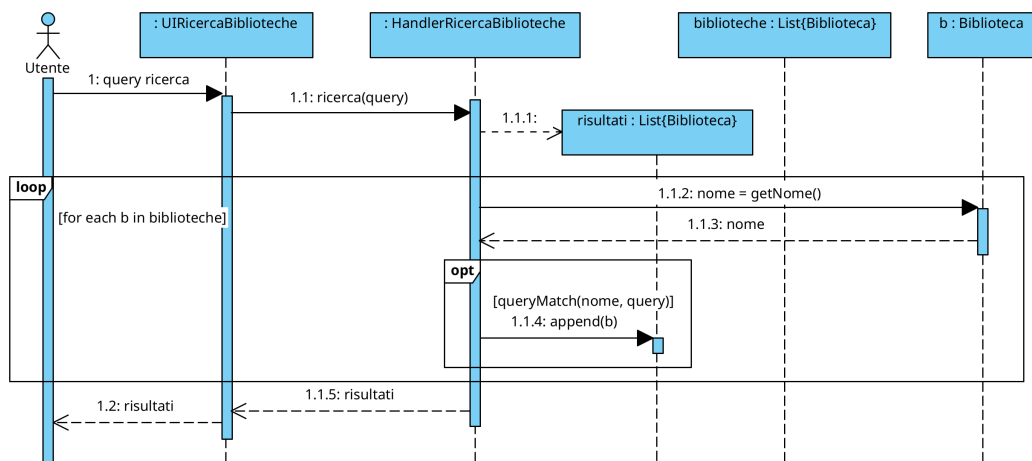 : UIRicercaBiblioteche
: HandlerRicercaBiblioteche
biblioteche : List{Biblioteca}
b : Biblioteca
Utente
1: query ricerca
1.1: ricerca(query)
1.1.1:
risultati : List{Biblioteca}
loop
[for each b in biblioteche]
1.1.2: nome = getNome()
1.1.3: nome
opt
[queryMatch(nome, query)]
1.1.4: append(b)
1.1.5: risultati
1.2: risultati